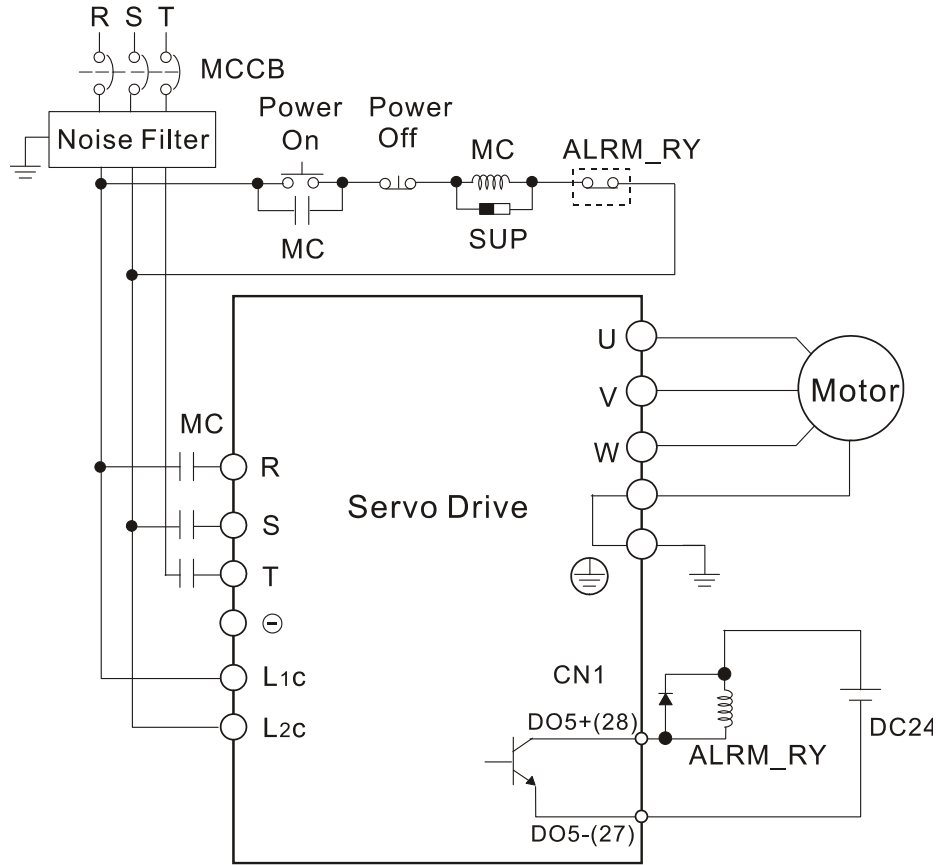 R S T
MCCB
Noise Filter
Power
On
Power
Off
MC
ALRM_RY
MC
SUP
MC
R
S
T
⊖
L1c
L2c
Servo Drive
U
V
W
Motor
CN1
DO5+(28)
DO5-(27)
ALRM_RY
DC24